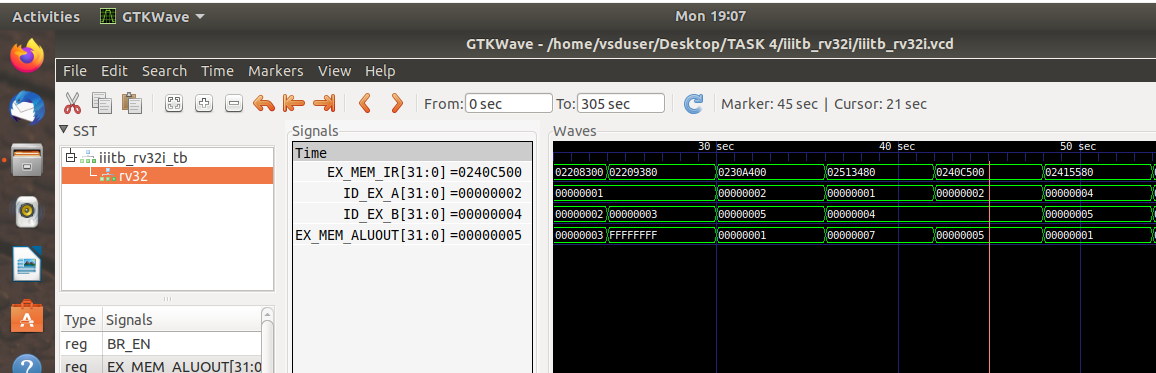 Activities GTKWave Mon 19:07
GTKWave - /home/vsduser/Desktop/TASK 4/iiitb_rv32i/iiitb_rv32i.vcd
File Edit Search Time Markers View Help
From: 0 sec To: 305 sec Marker: 45 sec | Cursor: 21 sec
SST
iiitb_rv32i_tb
rv32
Type Signals
reg BR_EN
reg EX_MEM_ALUOUT[31:0
Signals
Time
EX_MEM_IR[31:0] =0240C500
ID_EX_A[31:0] =00000002
ID_EX_B[31:0] =00000004
EX_MEM_ALUOUT[31:0] =00000005
Waves
30 sec 40 sec 50 sec
02208300 02209380 0230A400 02513480 0240C500 02415580
00000001 00000002 00000001 00000002 00000004
00000002 00000003 00000005 00000004 00000005
00000003 FFFFFFFF 00000001 00000007 00000005 00000001